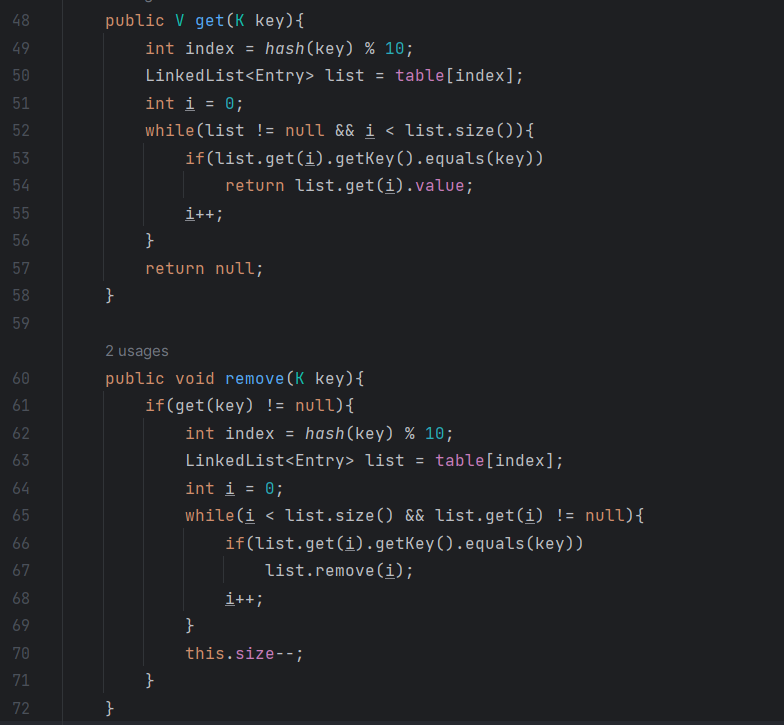 48 public V get(K key){
49 int index = hash(key) % 10;
50 LinkedList<Entry> list = table[index];
51 int i = 0;
52 while(list != null && i < list.size()){
53 if(list.get(i).getKey().equals(key))
54 return list.get(i).value;
55 i++;
56 }
57 return null;
58 }
59
2 usages
60 public void remove(K key){
61 if(get(key) != null){
62 int index = hash(key) % 10;
63 LinkedList<Entry> list = table[index];
64 int i = 0;
65 while(i < list.size() && list.get(i) != null){
66 if(list.get(i).getKey().equals(key))
67 list.remove(i);
68 i++;
69 }
70 this.size--;
71 }
72 }